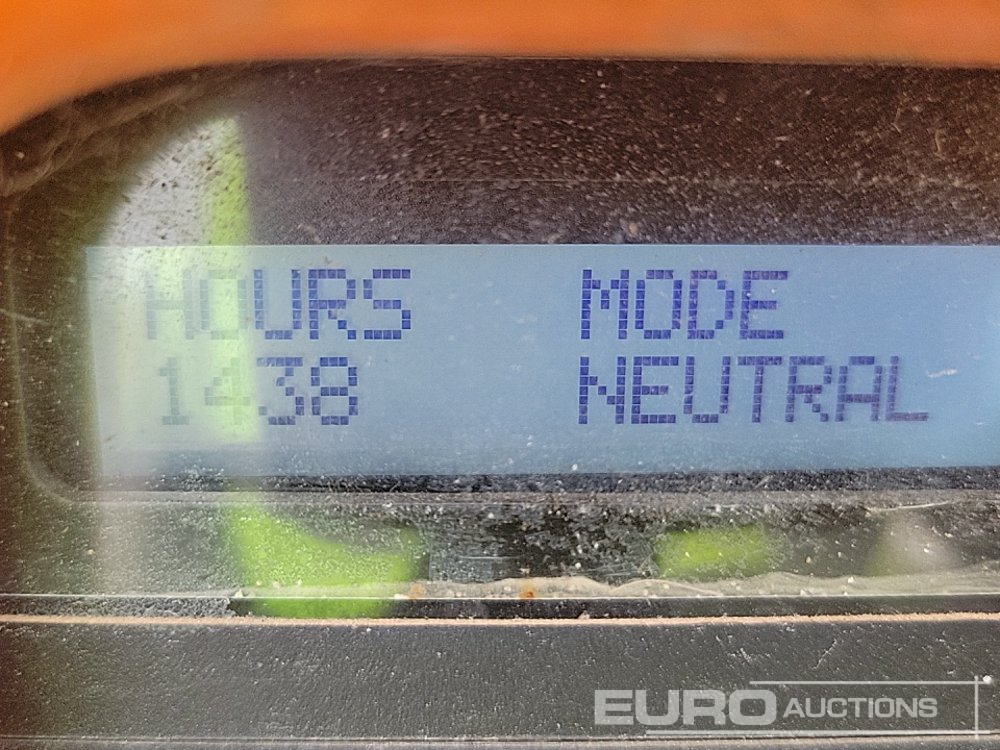 HOURS MODE
1438 NEUTRAL
EURO AUCTIONS